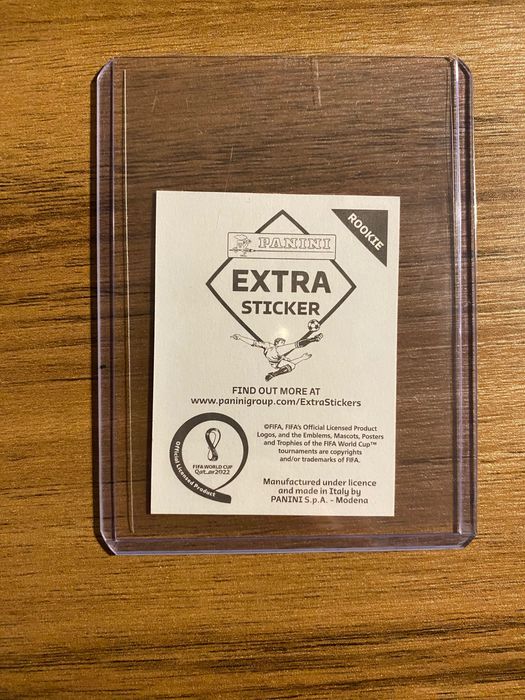 ROOKIE
PANINI
EXTRA
STICKER
FIND OUT MORE AT
www.paninigroup.com/ExtraStickers
©FIFA, FIFA's Official Licensed Product
Logos, and the Emblems, Mascots, Posters
and Trophies of the FIFA World Cup™
tournaments are copyrights
and/or trademarks of FIFA.
FIFA WORLD CUP
Qatar2022
Official Licensed Product
Manufactured under licence
and made in Italy by
PANINI S.p.A. - Modena